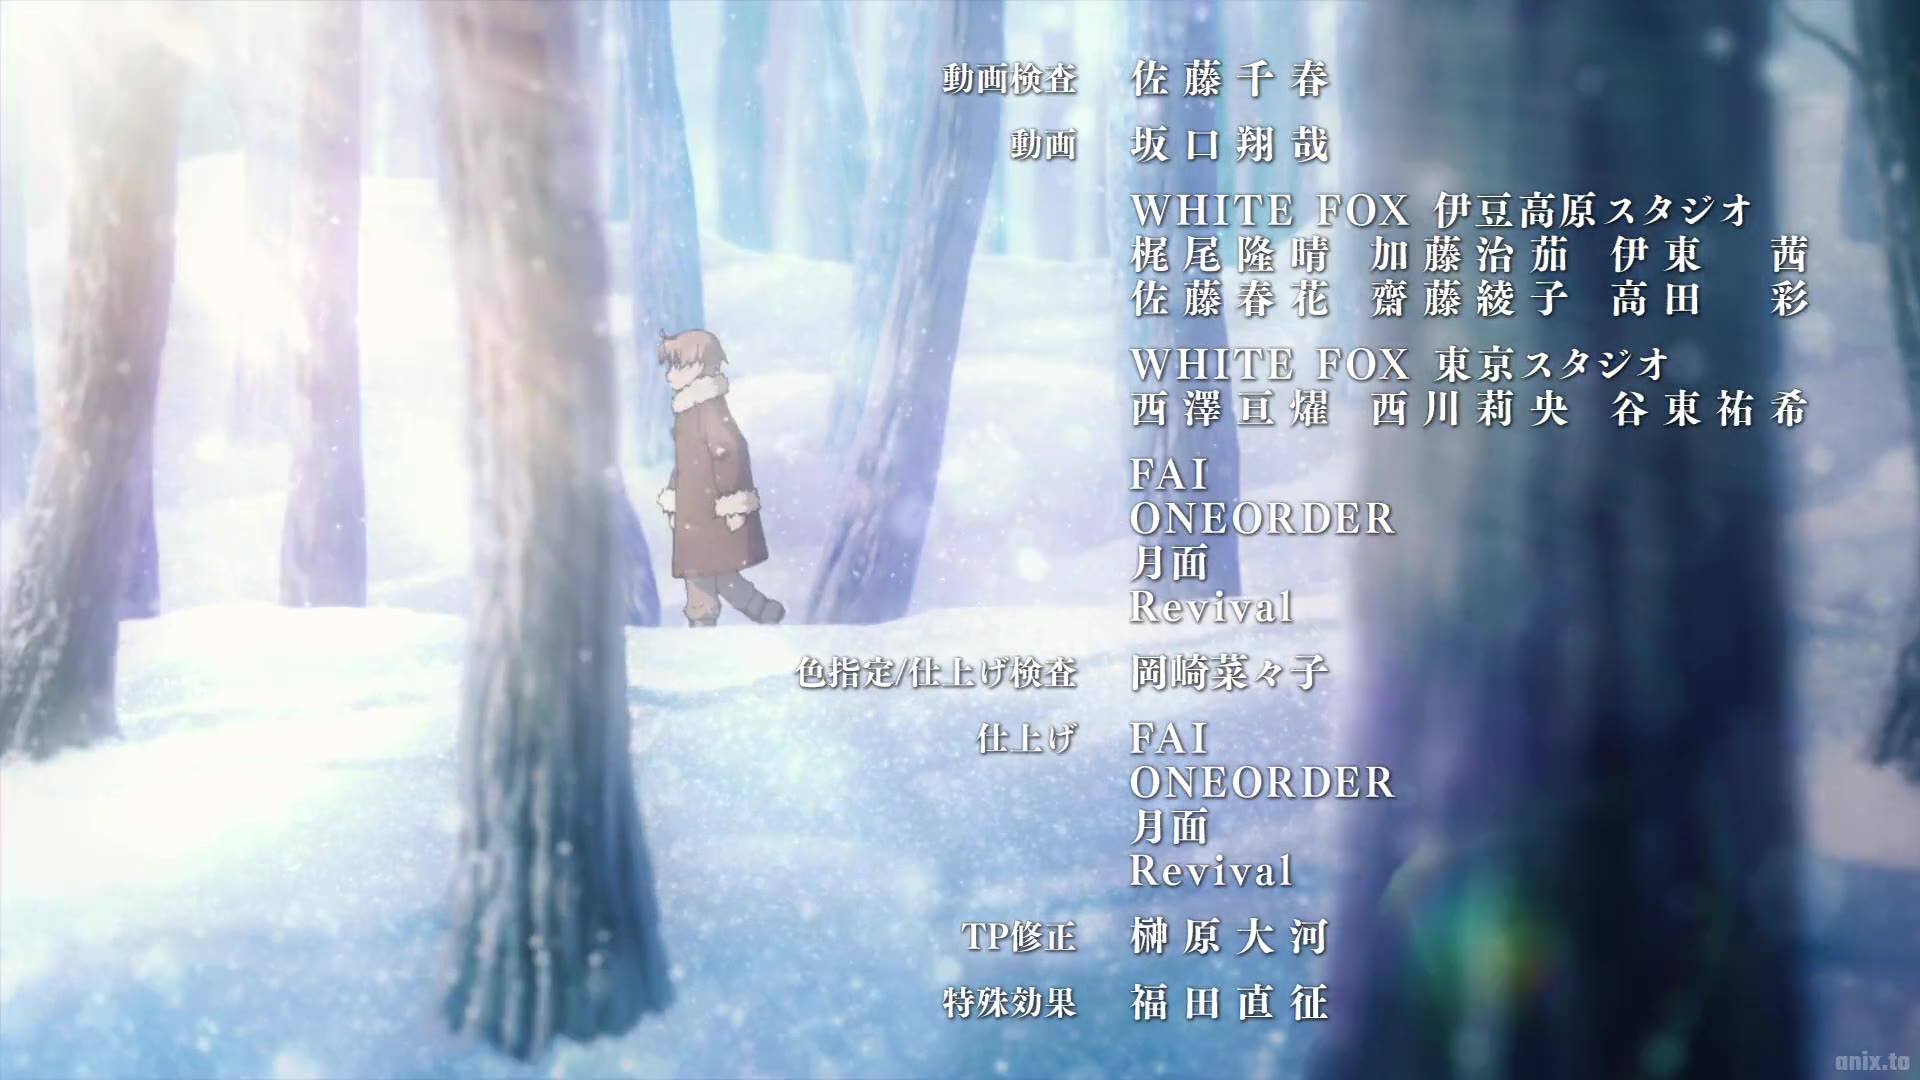 動画検査 佐藤千春
動画 坂口翔哉
WHITE FOX 伊豆高原スタジオ
梶尾隆晴 加藤治茄 伊東 茜
佐藤春花 齋藤綾子 高田 彩
WHITE FOX 東京スタジオ
西澤亘燿 西川莉央 谷東祐希
FAI
ONEORDER
月面
Revival
色指定/仕上げ検査 岡崎菜々子
仕上げ FAI
ONEORDER
月面
Revival
TP修正 榊原大河
特殊効果 福田直征
anix.to